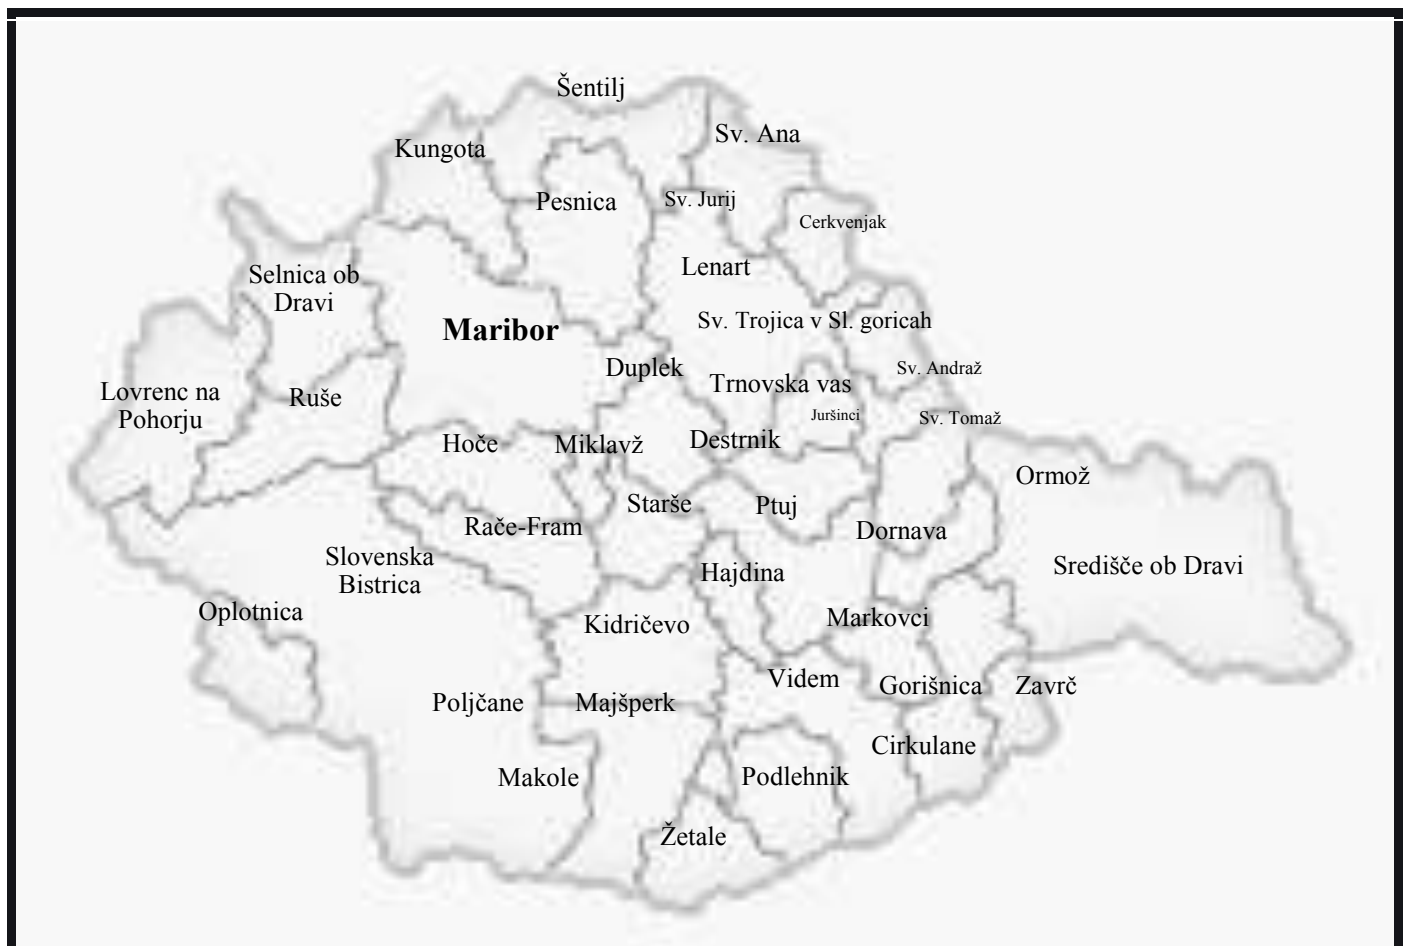 Šentilj
Sv. Ana
Kungota
Pesnica
Sv. Jurij
Cerkvenjak
Lenart
Selnica ob
Dravi
Sv. Trojica v Sl. goricah
Maribor
Duplek
Sv. Andraž
Trnovska vas
Lovrenc na
Pohorju
Ruše
Juršinci
Sv. Tomaž
Hoče
Miklavž
Destrnik
Ormož
Starše
Ptuj
Rače-Fram
Dornava
Slovenska
Bistrica
Hajdina
Središče ob Dravi
Oplotnica
Kidričevo
Markovci
Videm
Gorišnica
Zavrč
Poljčane
Majšperk
Cirkulane
Makole
Podlehnik
Žetale